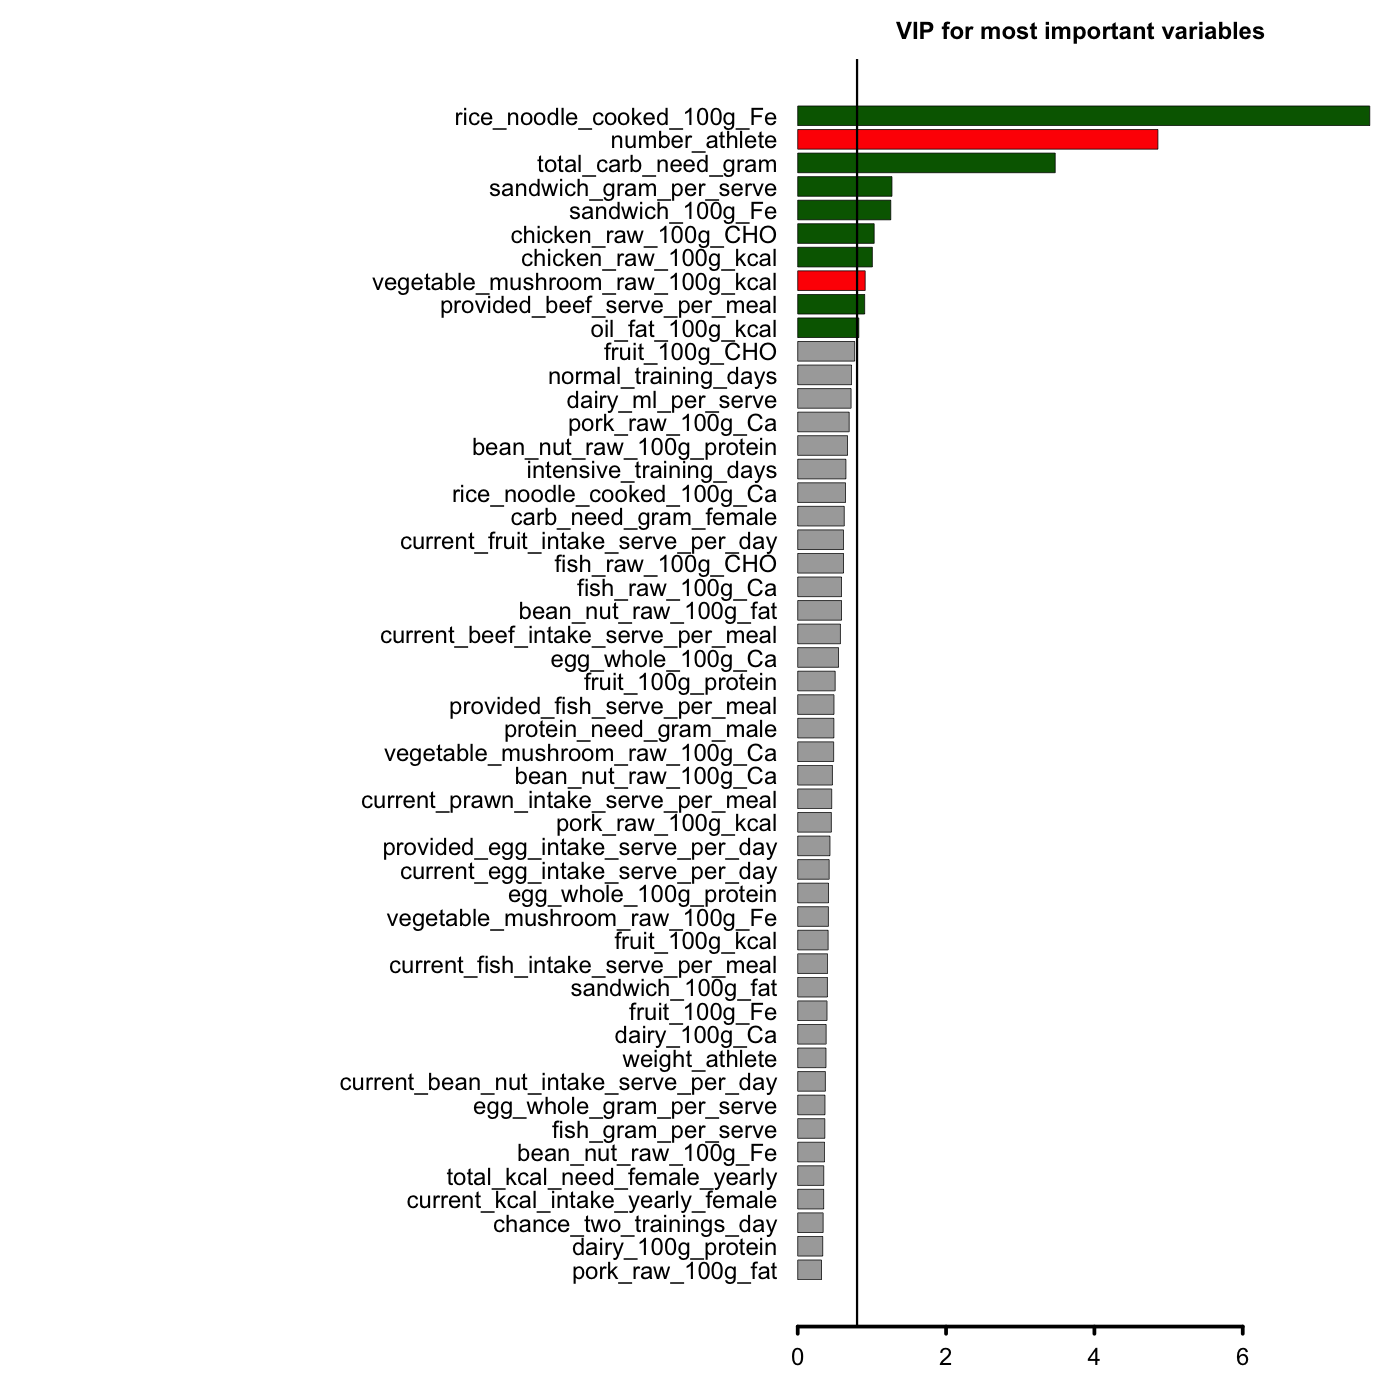 VIP for most important variables
rice_noodle_cooked_100g_Fe
number_athlete
total_carb_need_gram
sandwich_gram_per_serve
sandwich_100g_Fe
chicken_raw_100g_CHO
chicken_raw_100g_kcal
vegetable_mushroom_raw_100g_kcal
provided_beef_serve_per_meal
oil_fat_100g_kcal
fruit_100g_CHO
normal_training_days
dairy_ml_per_serve
pork_raw_100g_Ca
bean_nut_raw_100g_protein
intensive_training_days
rice_noodle_cooked_100g_Ca
carb_need_gram_female
current_fruit_intake_serve_per_day
fish_raw_100g_CHO
fish_raw_100g_Ca
bean_nut_raw_100g_fat
current_beef_intake_serve_per_meal
egg_whole_100g_Ca
fruit_100g_protein
provided_fish_serve_per_meal
protein_need_gram_male
vegetable_mushroom_raw_100g_Ca
bean_nut_raw_100g_Ca
current_prawn_intake_serve_per_meal
pork_raw_100g_kcal
provided_egg_intake_serve_per_day
current_egg_intake_serve_per_day
egg_whole_100g_protein
vegetable_mushroom_raw_100g_Fe
fruit_100g_kcal
current_fish_intake_serve_per_meal
sandwich_100g_fat
fruit_100g_Fe
dairy_100g_Ca
weight_athlete
current_bean_nut_intake_serve_per_day
egg_whole_gram_per_serve
fish_gram_per_serve
bean_nut_raw_100g_Fe
total_kcal_need_female_yearly
current_kcal_intake_yearly_female
chance_two_trainings_day
dairy_100g_protein
pork_raw_100g_fat
0 2 4 6